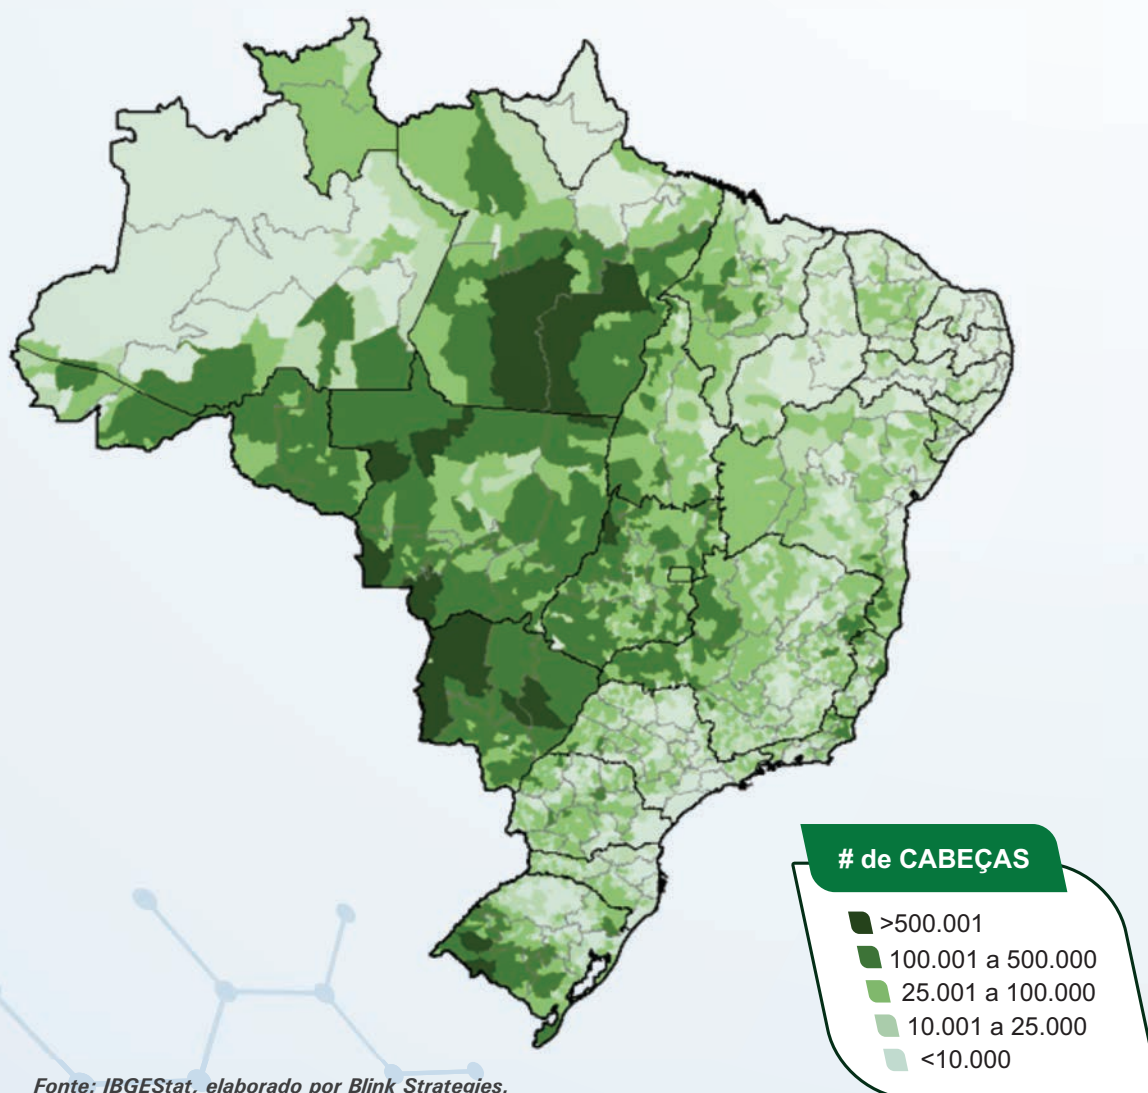 # de CABEÇAS
>500.001
100.001 a 500.000
25.001 a 100.000
10.001 a 25.000
<10.000
Fonte: IBGEStat, elaborado por Blink Strategies.